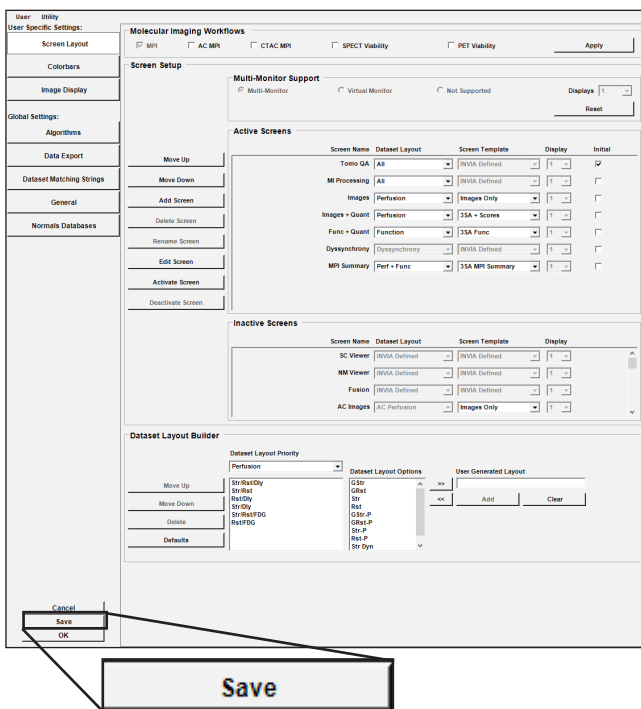 User Utility
User Specific Settings:
Screen Layout
Colorbars
Image Display
Global Settings:
Algorithms
Data Export
Dataset Matching Strings
General
Normals Databases
Cancel
Save
OK
Molecular Imaging Workflows
MPI AC MPI CTAC MPI SPECT Viability PET Viability Apply
Screen Setup
Multi-Monitor Support
Multi-Monitor Virtual Monitor Not Supported Displays 1
Reset
Active Screens
Screen Name Dataset Layout Screen Template Display Initial
Move Up
Move Down
Add Screen
Delete Screen
Rename Screen
Edit Screen
Activate Screen
Deactivate Screen
Tomo QA All INVIA Defined 1
MI Processing All INVIA Defined 1
Images Perfusion Images Only 1
Images + Quant Perfusion 3SA + Scores 1
Func + Quant Function 3SA Func 1
Dyssynchrony Dyssynchrony INVIA Defined 1
MPI Summary Perf + Func 3SA MPI Summary 1
Inactive Screens
Screen Name Dataset Layout Screen Template Display
SC Viewer INVIA Defined INVIA Defined 1
NM Viewer INVIA Defined INVIA Defined 1
Fusion INVIA Defined INVIA Defined 1
AC Images AC Perfusion Images Only 1
Dataset Layout Builder
Dataset Layout Priority
Perfusion
Move Up
Move Down
Delete
Defaults
Str/Rst/Dly
Str/Rst
Rst/Dly
Str/Dly
Str/Rst/FDG
Rst/FDG
Dataset Layout Options
GStr
GRst
Str
Rst
GStr-P
GRst-P
Str-P
Rst-P
Str Dyn
>>
<<
User Generated Layout
Add Clear
Save